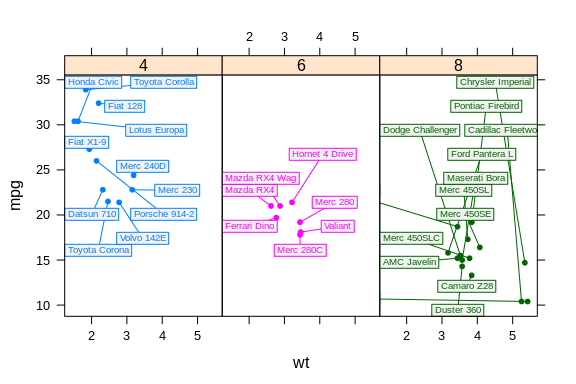 2 3 4 5
4 6 8
35
30
25
20
15
10
mpg
Honda Civic
Toyota Corolla
Fiat 128
Lotus Europa
Fiat X1-9
Merc 240D
Merc 230
Datsun 710
Porsche 914-2
Volvo 142E
Toyota Corona
Hornet 4 Drive
Mazda RX4 Wag
Mazda RX4
Merc 280
Ferrari Dino
Valiant
Merc 280C
Chrysler Imperial
Pontiac Firebird
Dodge Challenger
Cadillac Fleetwo
Ford Pantera L
Maserati Bora
Merc 450SL
Merc 450SE
Merc 450SLC
AMC Javelin
Camaro Z28
Duster 360
2 3 4 5
2 3 4 5
wt